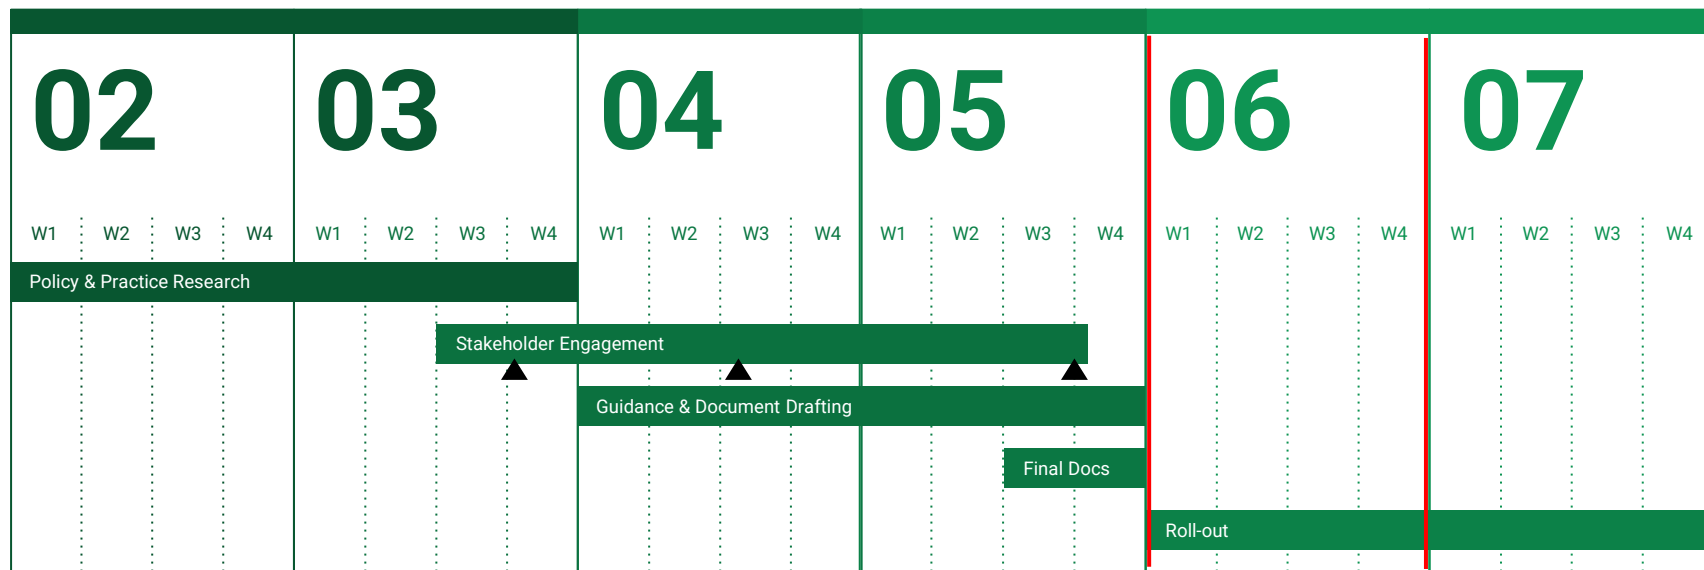 02 03 04 05 06 07
W1 W2 W3 W4 W1 W2 W3 W4 W1 W2 W3 W4 W1 W2 W3 W4 W1 W2 W3 W4 W1 W2 W3 W4
Policy & Practice Research
Stakeholder Engagement
Guidance & Document Drafting
Final Docs
Roll-out